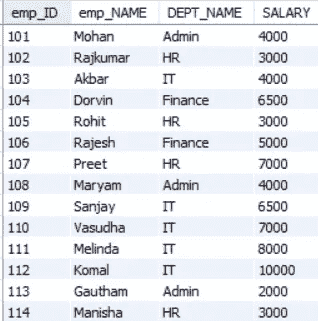 emp_ID emp_NAME DEPT_NAME SALARY
101 Mohan Admin 4000
102 Rajkumar HR 3000
103 Akbar IT 4000
104 Dorvin Finance 6500
105 Rohit HR 3000
106 Rajesh Finance 5000
107 Preet HR 7000
108 Maryam Admin 4000
109 Sanjay IT 6500
110 Vasudha IT 7000
111 Melinda IT 8000
112 Komal IT 10000
113 Gautham Admin 2000
114 Manisha HR 3000